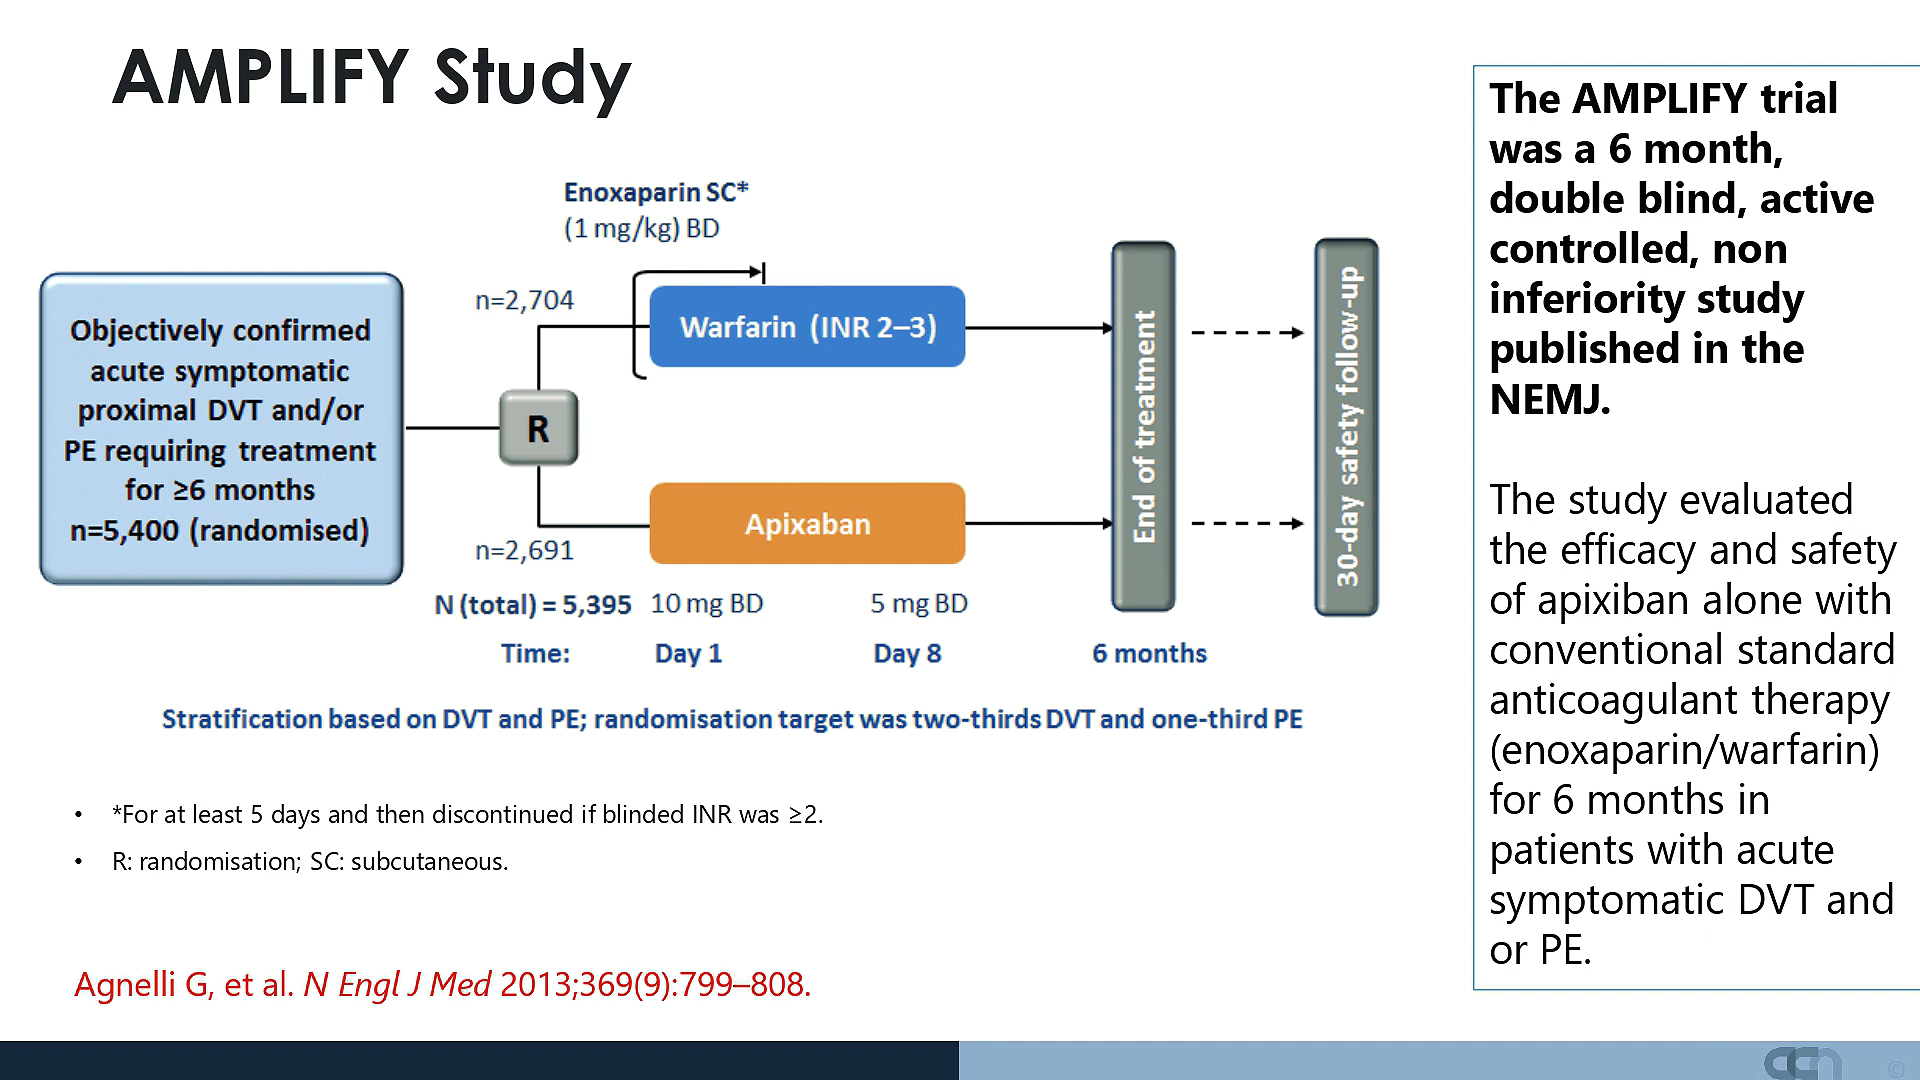 AMPLIFY Study
Enoxaparin SC*
(1 mg/kg) BD
n=2,704
Warfarin (INR 2–3)
Objectively confirmed
acute symptomatic
proximal DVT and/or
PE requiring treatment
for ≥6 months
n=5,400 (randomised)
R
Apixaban
n=2,691
End of treatment
30-day safety follow-up
N (total) = 5,395 10 mg BD 5 mg BD
Time: Day 1 Day 8 6 months
Stratification based on DVT and PE; randomisation target was two-thirds DVT and one-third PE
• *For at least 5 days and then discontinued if blinded INR was ≥2.
• R: randomisation; SC: subcutaneous.
Agnelli G, et al. N Engl J Med 2013;369(9):799–808.
The AMPLIFY trial
was a 6 month,
double blind, active
controlled, non
inferiority study
published in the
NEMJ.
The study evaluated
the efficacy and safety
of apixiban alone with
conventional standard
anticoagulant therapy
(enoxaparin/warfarin)
for 6 months in
patients with acute
symptomatic DVT and
or PE.
ccn
©